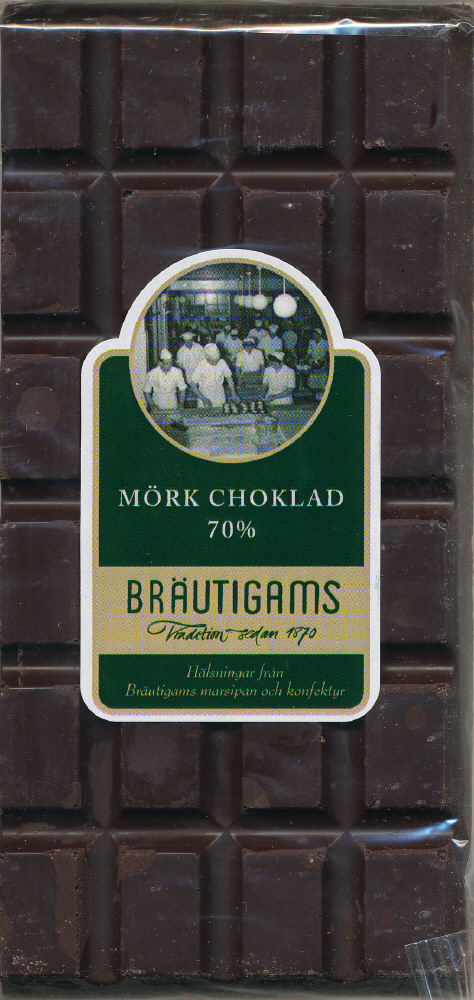 MÖRK CHOKLAD
70%
BRÄUTIGAMS
Tradition sedan 1870
Hälsningar från
Bräutigams marsipan och konfektyr